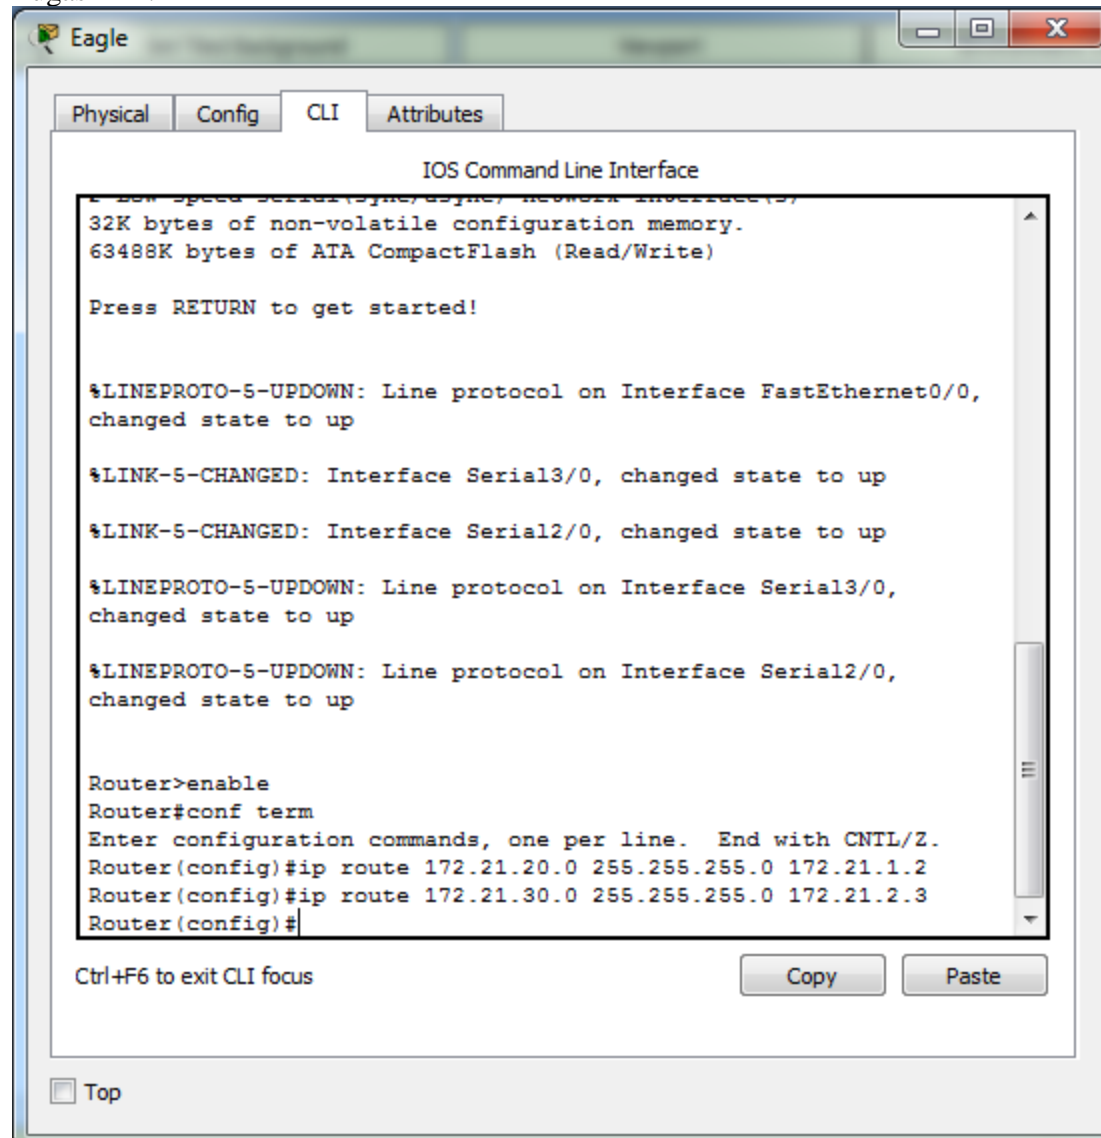 Eagle
Physical Config CLI Attributes
IOS Command Line Interface
32K bytes of non-volatile configuration memory.
63488K bytes of ATA CompactFlash (Read/Write)
Press RETURN to get started!
%LINEPROTO-5-UPDOWN: Line protocol on Interface FastEthernet0/0,
changed state to up
%LINK-5-CHANGED: Interface Serial3/0, changed state to up
%LINK-5-CHANGED: Interface Serial2/0, changed state to up
%LINEPROTO-5-UPDOWN: Line protocol on Interface Serial3/0,
changed state to up
%LINEPROTO-5-UPDOWN: Line protocol on Interface Serial2/0,
changed state to up
Router>enable
Router#conf term
Enter configuration commands, one per line.  End with CNTL/Z.
Router(config)#ip route 172.21.20.0 255.255.255.0 172.21.1.2
Router(config)#ip route 172.21.30.0 255.255.255.0 172.21.2.3
Router(config)#
Ctrl+F6 to exit CLI focus
Copy Paste
Top